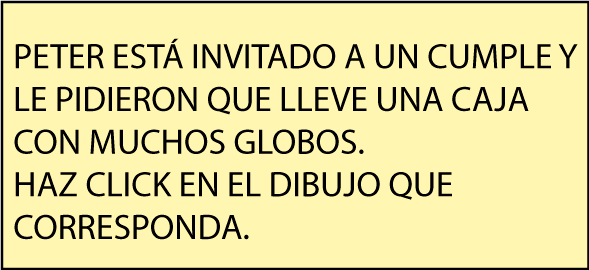 PETER ESTÁ INVITADO A UN CUMPLE Y
LE PIDIERON QUE LLEVE UNA CAJA
CON MUCHOS GLOBOS.
HAZ CLICK EN EL DIBUJO QUE
CORRESPONDA.